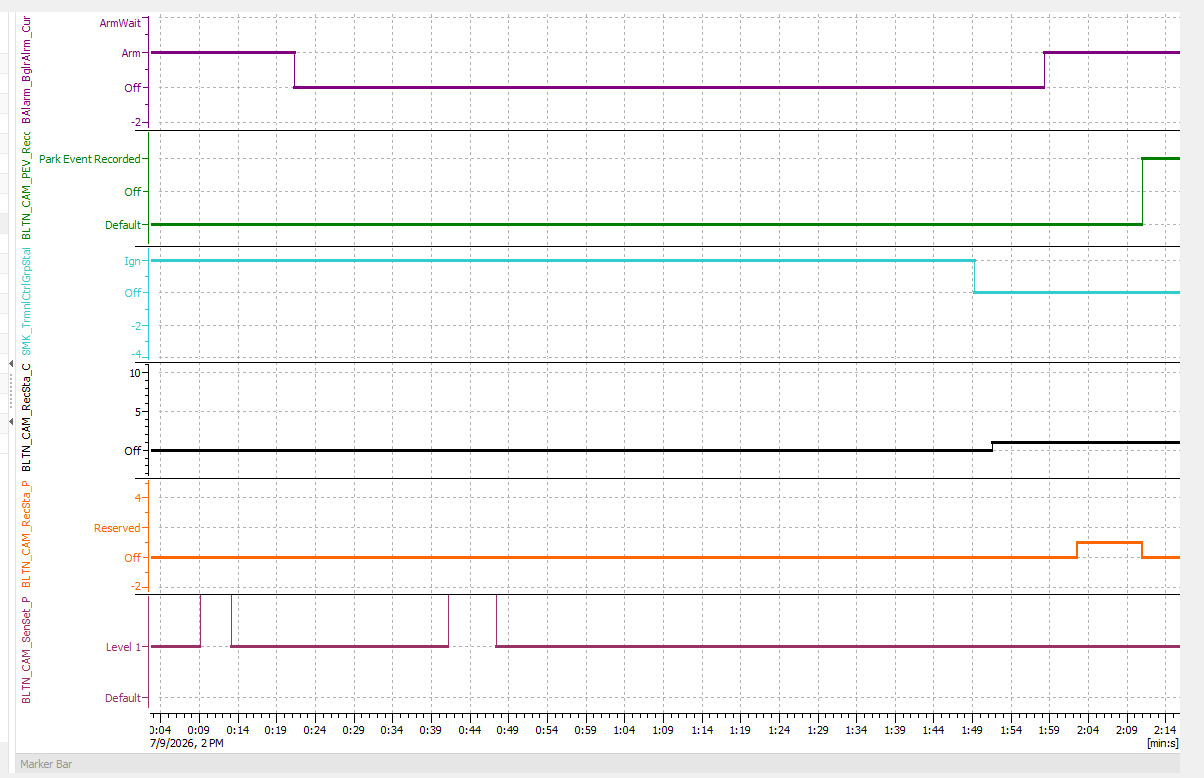 BAlarm_BglrAlrm_Cur
ArmWait
Arm
Off
-2
BLTN_CAM_PEV_Recc
Park Event Recorded
Off
Default
SMK_TrmnlCtrlGrpStal
Ign
Off
-2
-4
BLTN_CAM_RecSta_C
10
5
Off
BLTN_CAM_RecSta_P
4
Reserved
Off
-2
BLTN_CAM_SenSet_P
Level 1
Default
0:04 0:09 0:14 0:19 0:24 0:29 0:34 0:39 0:44 0:49 0:54 0:59 1:04 1:09 1:14 1:19 1:24 1:29 1:34 1:39 1:44 1:49 1:54 1:59 2:04 2:09 2:14
7/9/2026, 2 PM [min:s]
Marker Bar